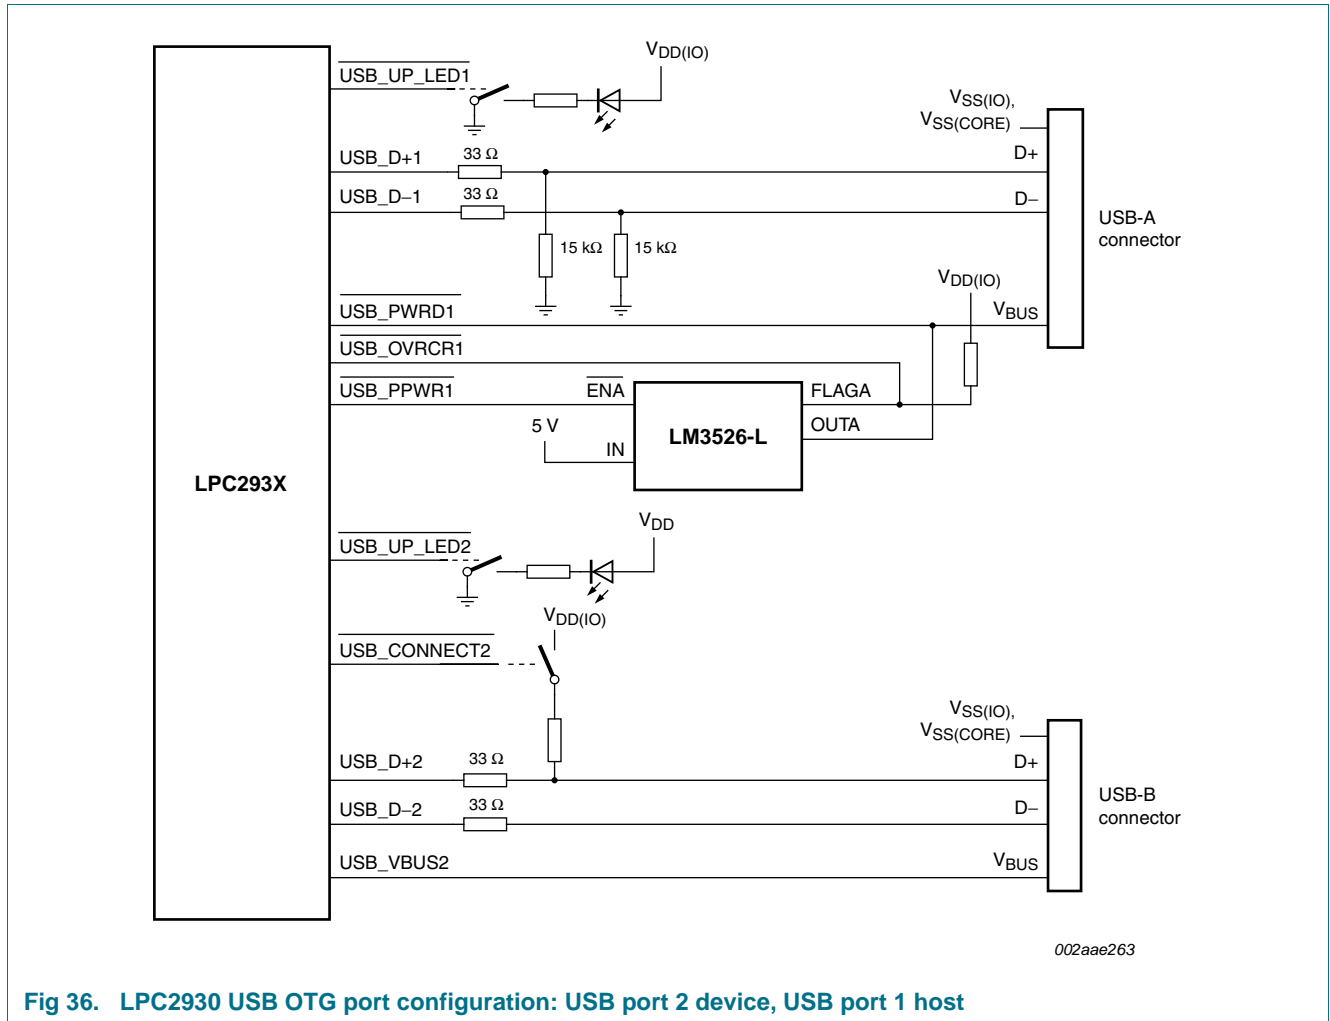 USB_UP_LED1
VDD(IO)
VSS(IO),
VSS(CORE)
USB_D+1
33 Ω
D+
USB_D−1
33 Ω
D−
USB-A
connector
15 kΩ
15 kΩ
VDD(IO)
USB_PWRD1
VBUS
USB_OVRCR1
USB_PPWR1
ENA
FLAGA
5 V
IN
LM3526-L
OUTA
LPC293X
VDD
USB_UP_LED2
VDD(IO)
USB_CONNECT2
VSS(IO),
VSS(CORE)
USB_D+2
33 Ω
D+
USB_D−2
33 Ω
D−
USB-B
connector
USB_VBUS2
VBUS
002aae263
Fig 36. LPC2930 USB OTG port configuration: USB port 2 device, USB port 1 host